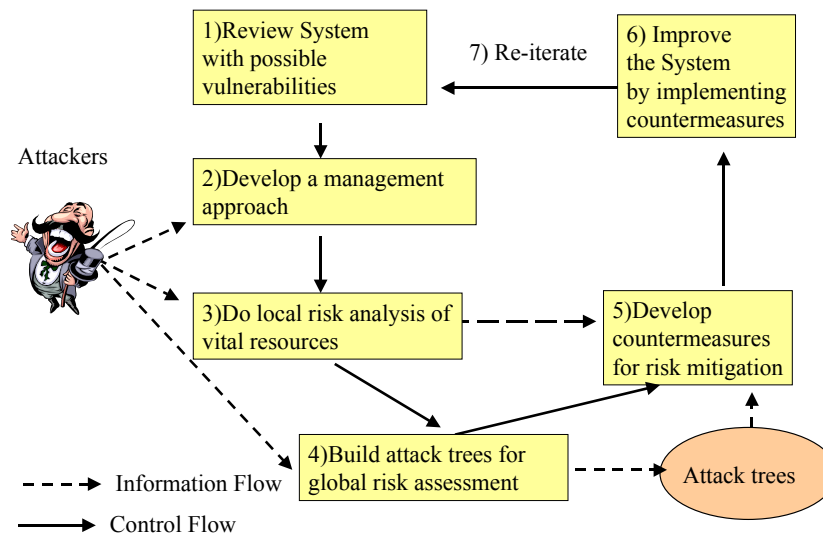 1)Review System
with possible
vulnerabilities
7) Re-iterate
6) Improve
the System
by implementing
countermeasures
Attackers
2)Develop a management
approach
3)Do local risk analysis of
vital resources
5)Develop
countermeasures
for risk mitigation
4)Build attack trees for
global risk assessment
Attack trees
Information Flow
Control Flow